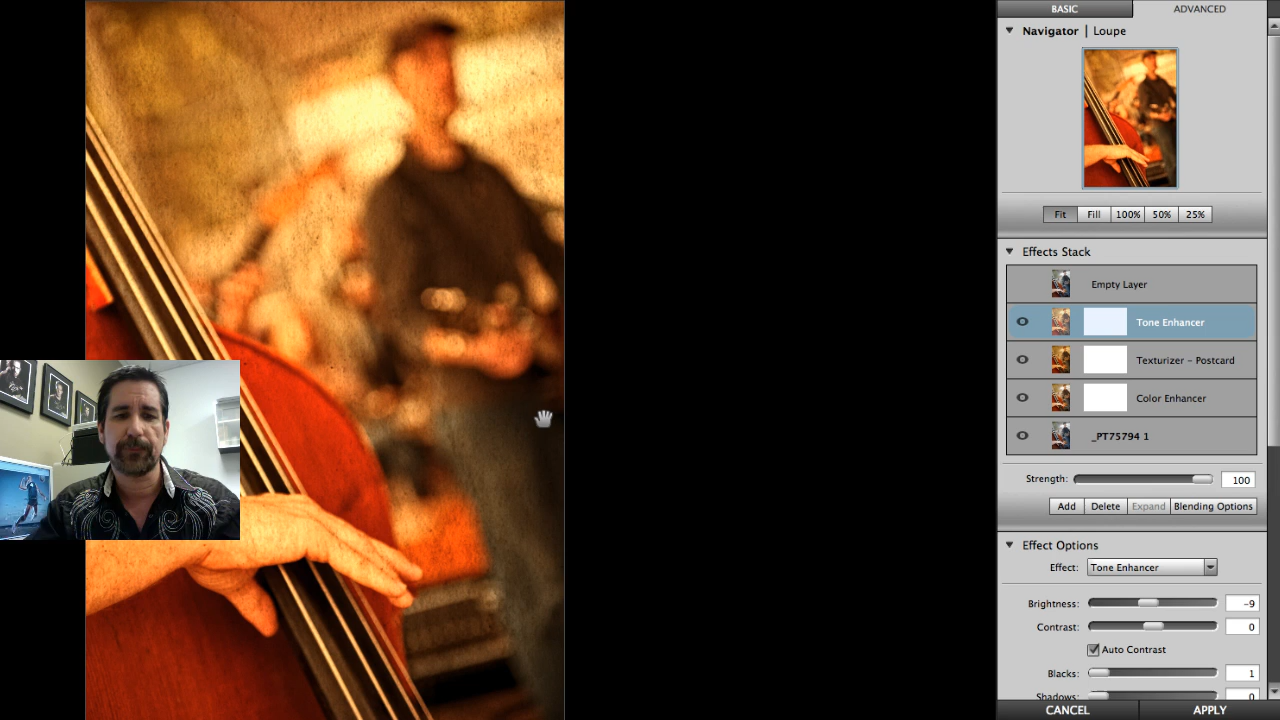 BASIC ADVANCED
Navigator | Loupe
Fit Fill 100% 50% 25%
Effects Stack
Empty Layer
Tone Enhancer
Texturizer - Postcard
Color Enhancer
_PT75794 1
Strength: 100
Add Delete Expand Blending Options
Effect Options
Effect: Tone Enhancer
Brightness: -9
Contrast: 0
Auto Contrast
Blacks: 1
Shadows: 0
CANCEL APPLY